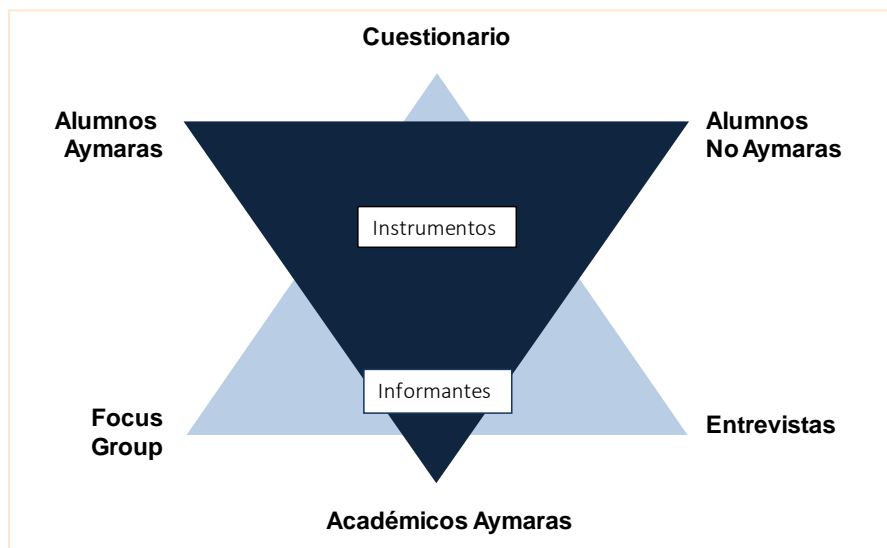 Cuestionario
Alumnos
Aymaras
Alumnos
No Aymaras
Instrumentos
Informantes
Focus
Group
Entrevistas
Académicos Aymaras